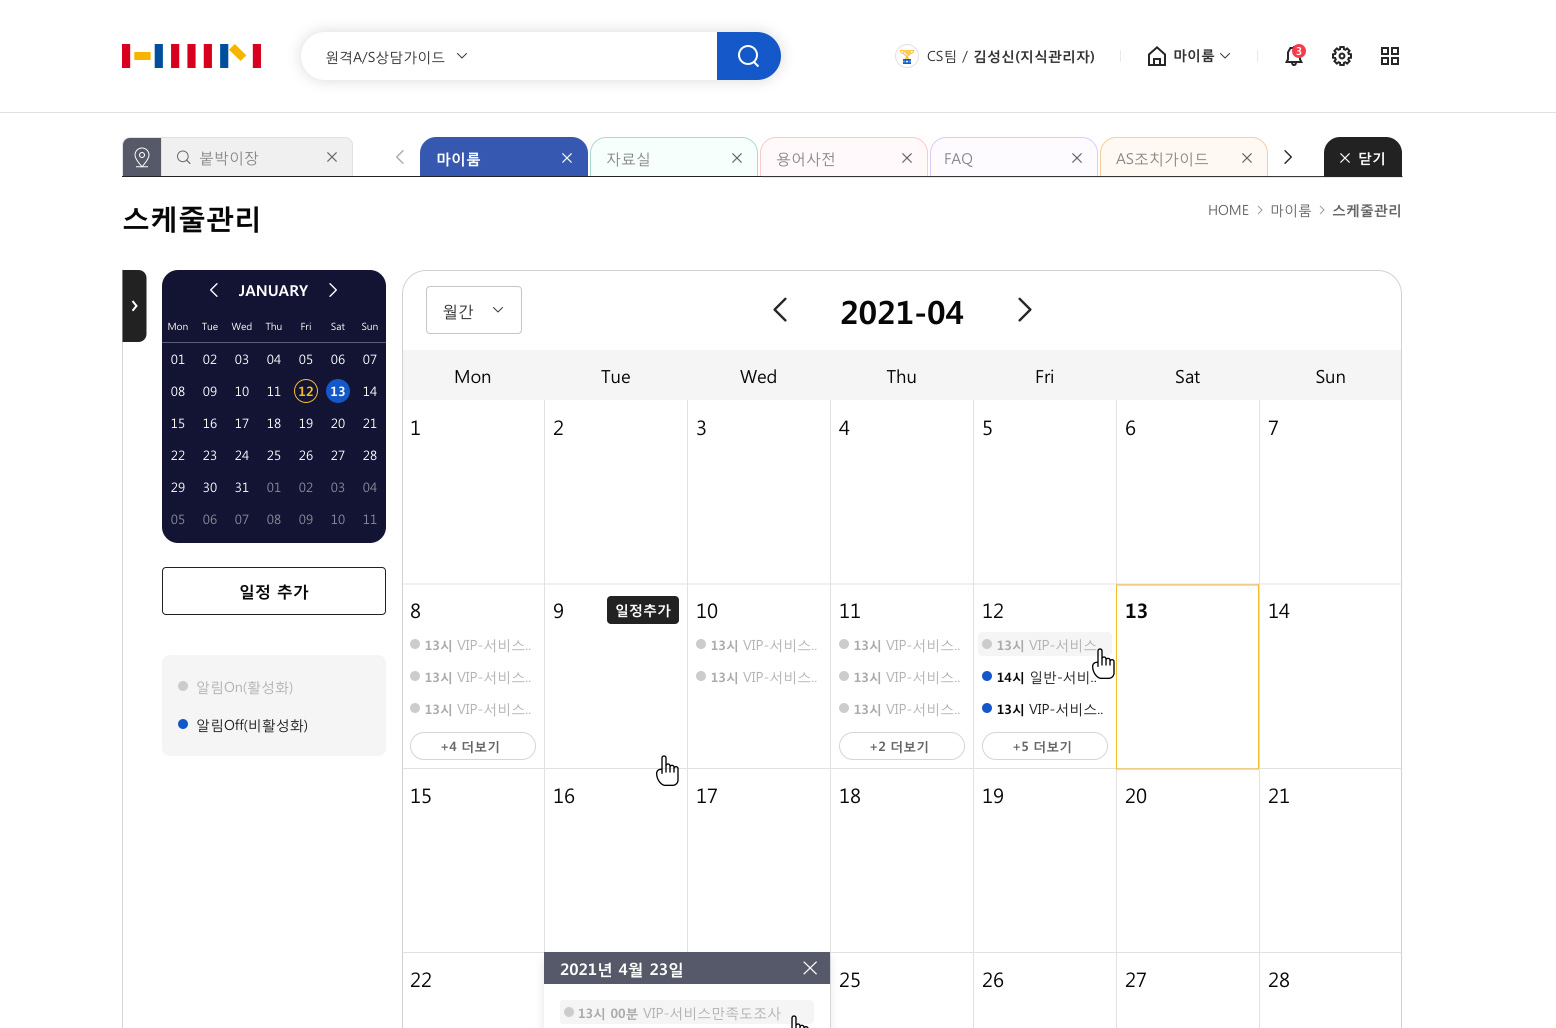 원격A/S상담가이드
CS팀 / 김성신(지식관리자)
마이룸
3
붙박이장
마이룸
자료실
용어사전
FAQ
AS조치가이드
닫기
스케줄관리
HOME > 마이룸 > 스케줄관리
JANUARY
Mon Tue Wed Thu Fri Sat Sun
01 02 03 04 05 06 07
08 09 10 11 12 13 14
15 16 17 18 19 20 21
22 23 24 25 26 27 28
29 30 31 01 02 03 04
05 06 07 08 09 10 11
일정 추가
알림On(활성화)
알림Off(비활성화)
월간
2021-04
Mon Tue Wed Thu Fri Sat Sun
1 2 3 4 5 6 7
8 9 일정추가 10 11 12 13 14
13시 VIP-서비스.. 13시 VIP-서비스.. 13시 VIP-서비스.. 13시 VIP-서비스..
13시 VIP-서비스.. 13시 VIP-서비스.. 13시 VIP-서비스.. 14시 일반-서비..
13시 VIP-서비스.. 13시 VIP-서비스.. 13시 VIP-서비스..
+4 더보기 +2 더보기 +5 더보기
15 16 17 18 19 20 21
22 25 26 27 28
2021년 4월 23일
13시 00분 VIP-서비스만족도조사